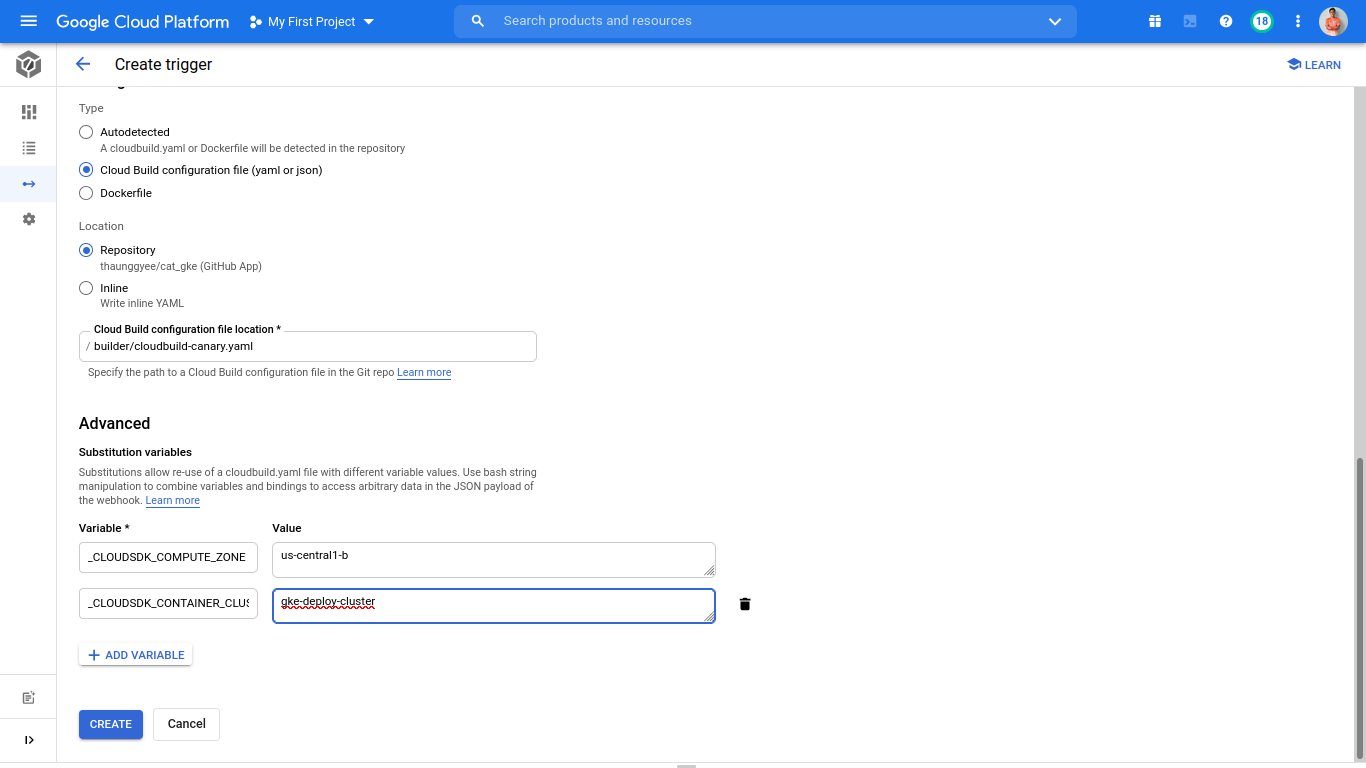 Google Cloud Platform
My First Project
Search products and resources
18
Create trigger
LEARN
Type
Autodetected
A cloudbuild.yaml or Dockerfile will be detected in the repository
Cloud Build configuration file (yaml or json)
Dockerfile
Location
Repository
thaunggyee/cat_gke (GitHub App)
Inline
Write inline YAML
Cloud Build configuration file location *
/ builder/cloudbuild-canary.yaml
Specify the path to a Cloud Build configuration file in the Git repo Learn more
Advanced
Substitution variables
Substitutions allow re-use of a cloudbuild.yaml file with different variable values. Use bash string
manipulation to combine variables and bindings to access arbitrary data in the JSON payload of
the webhook. Learn more
Variable * Value
_CLOUDSDK_COMPUTE_ZONE us-central1-b
_CLOUDSDK_CONTAINER_CLUS gke-deploy-cluster
ADD VARIABLE
CREATE Cancel